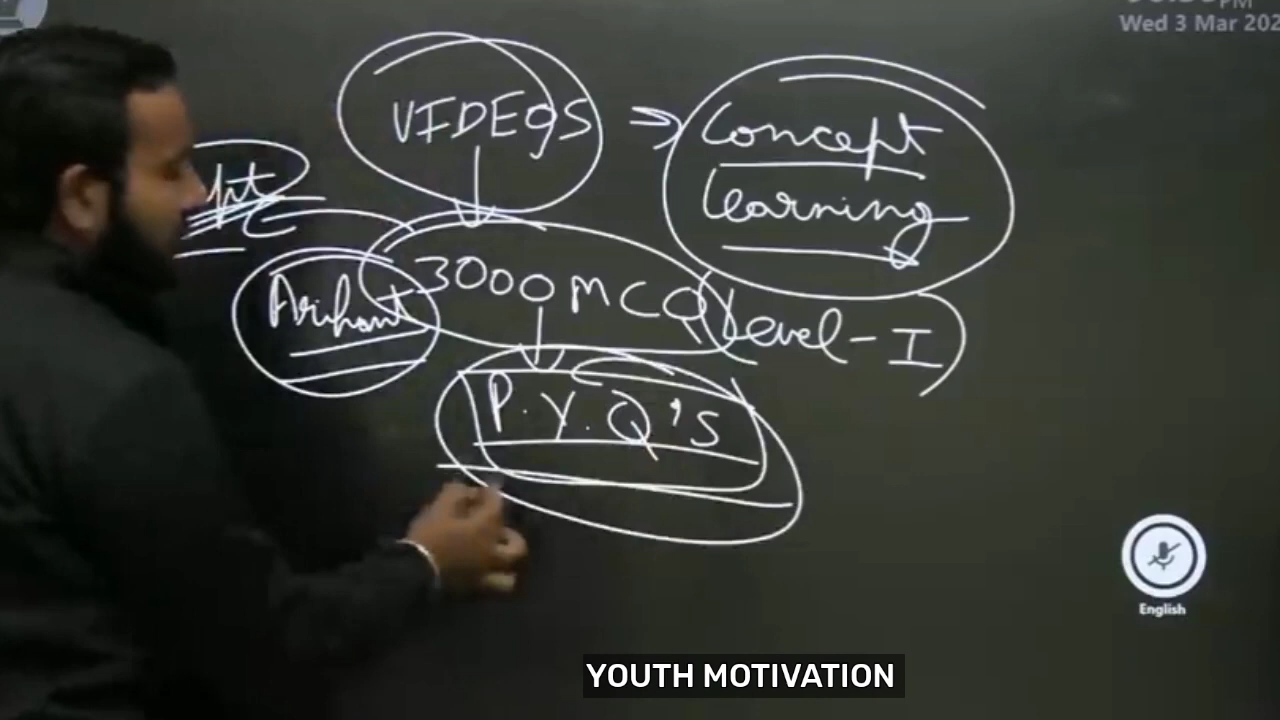 Wed 3 Mar 202
VIDEOS ⇒ Concept
Learning
Arihant
3000 MCQ (Level - I)
P.Y.Q's
English
YOUTH MOTIVATION